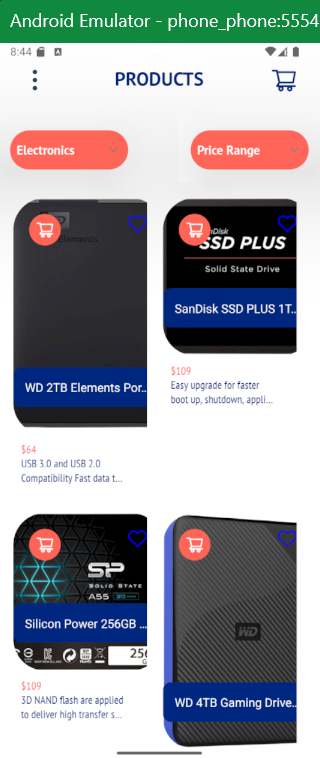 Android Emulator - phone_phone:5554
8:44
A
PRODUCTS
Electronics
Price Range
WD
Elements
WD 2TB Elements Por...
$64
USB 3.0 and USB 2.0
Compatibility Fast data t...
SanDisk
SSD PLUS
Solid State Drive
SanDisk SSD PLUS 1T...
$109
Easy upgrade for faster
boot up, shutdown, appli...
SP
SOLID STATE
A55
Silicon Power 256GB ...
256
$109
3D NAND flash are applied
to deliver high transfer s...
WD
WD 4TB Gaming Drive...